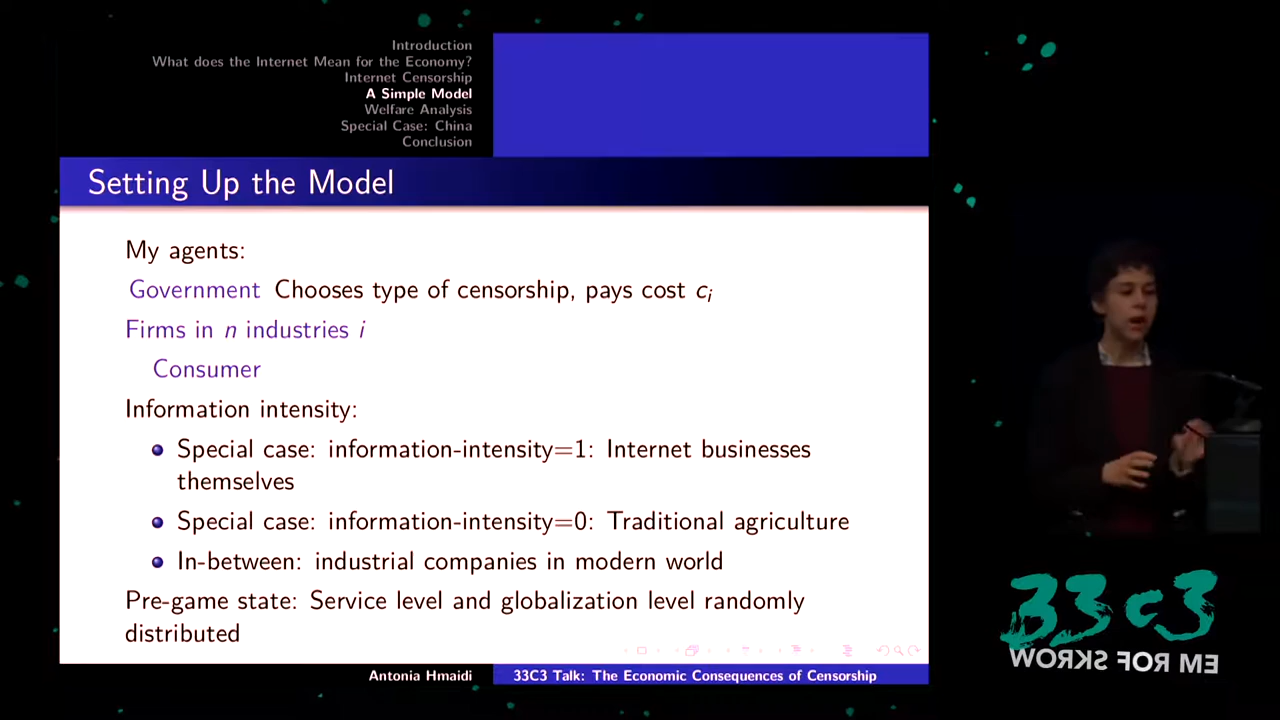 Introduction
What does the Internet Mean for the Economy?
Internet Censorship
A Simple Model
Welfare Analysis
Special Case: China
Conclusion
Setting Up the Model
My agents:
Government Chooses type of censorship, pays cost cᵢ
Firms in n industries i
Consumer
Information intensity:
Special case: information-intensity=1: Internet businesses
themselves
Special case: information-intensity=0: Traditional agriculture
In-between: industrial companies in modern world
Pre-game state: Service level and globalization level randomly
distributed
Antonia Hmaidi
33C3 Talk: The Economic Consequences of Censorship
33C3
WORKS FOR ME